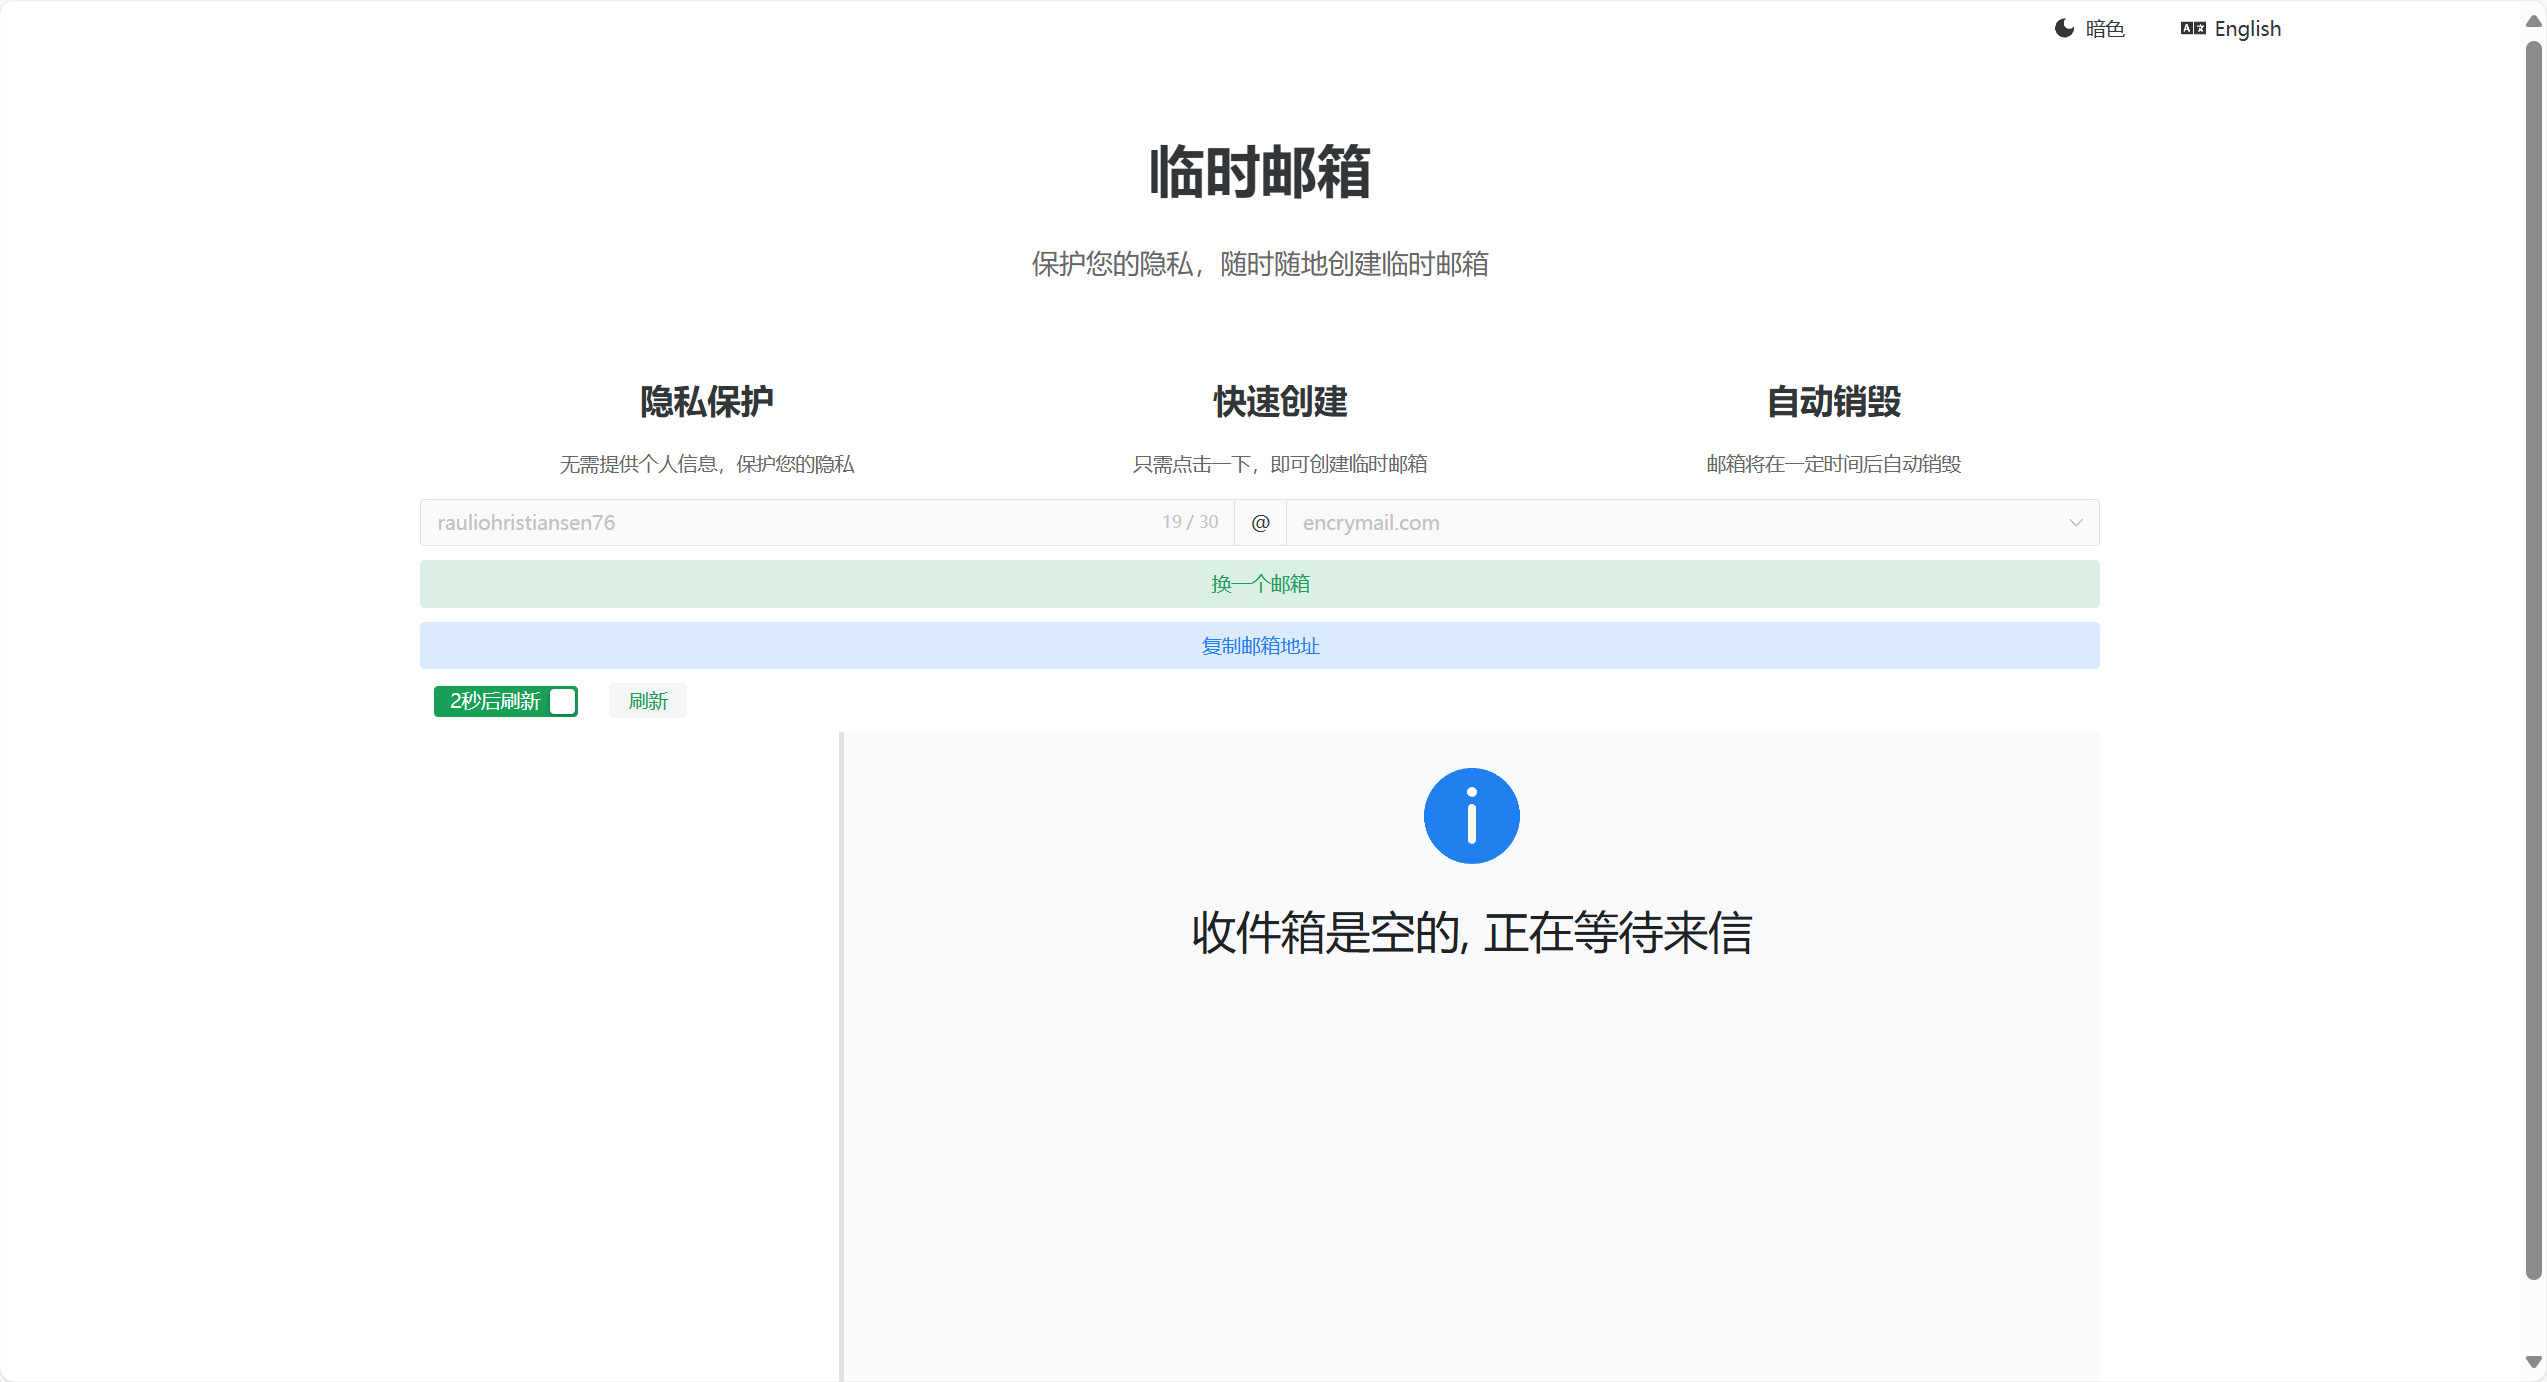 暗色
English
临时邮箱
保护您的隐私，随时随地创建临时邮箱
隐私保护
无需提供个人信息，保护您的隐私
快速创建
只需点击一下，即可创建临时邮箱
自动销毁
邮箱将在一定时间后自动销毁
rauliohristiansen76 19 / 30 @ encrymail.com
换一个邮箱
复制邮箱地址
2秒后刷新 刷新
收件箱是空的, 正在等待来信